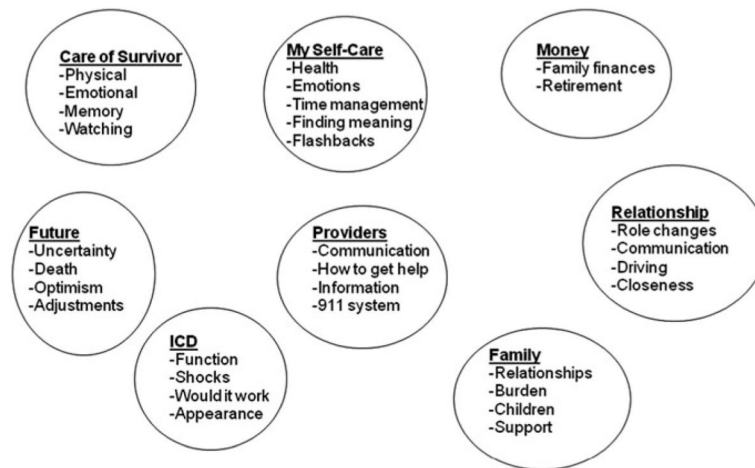 Care of Survivor
-Physical
-Emotional
-Memory
-Watching
My Self-Care
-Health
-Emotions
-Time management
-Finding meaning
-Flashbacks
Money
-Family finances
-Retirement
Future
-Uncertainty
-Death
-Optimism
-Adjustments
Providers
-Communication
-How to get help
-Information
-911 system
Relationship
-Role changes
-Communication
-Driving
-Closeness
ICD
-Function
-Shocks
-Would it work
-Appearance
Family
-Relationships
-Burden
-Children
-Support